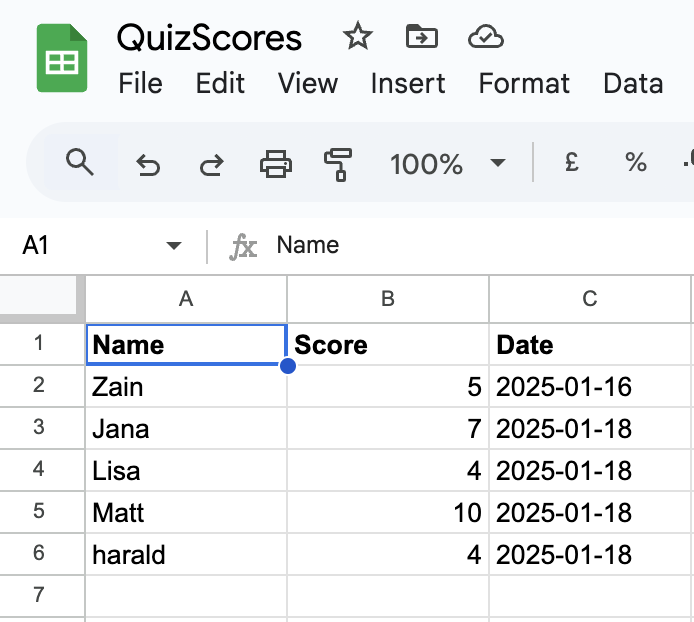 QuizScores
File Edit View Insert Format Data
100% £ %
A1 fx Name
A B C
1 Name Score Date
2 Zain 5 2025-01-16
3 Jana 7 2025-01-18
4 Lisa 4 2025-01-18
5 Matt 10 2025-01-18
6 harald 4 2025-01-18
7